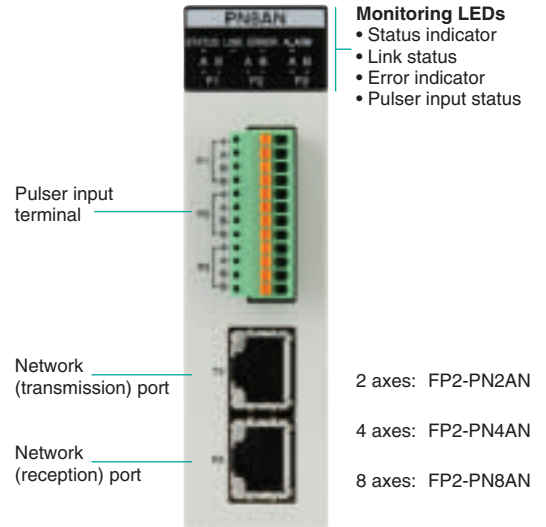 PN8AN
STATUS LINK ERROR ALARM
A B A B A B
P1 P2 P3
Monitoring LEDs
• Status indicator
• Link status
• Error indicator
• Pulser input status
Pulser input
terminal
Network
(transmission) port
Network
(reception) port
2 axes: FP2-PN2AN
4 axes: FP2-PN4AN
8 axes: FP2-PN8AN